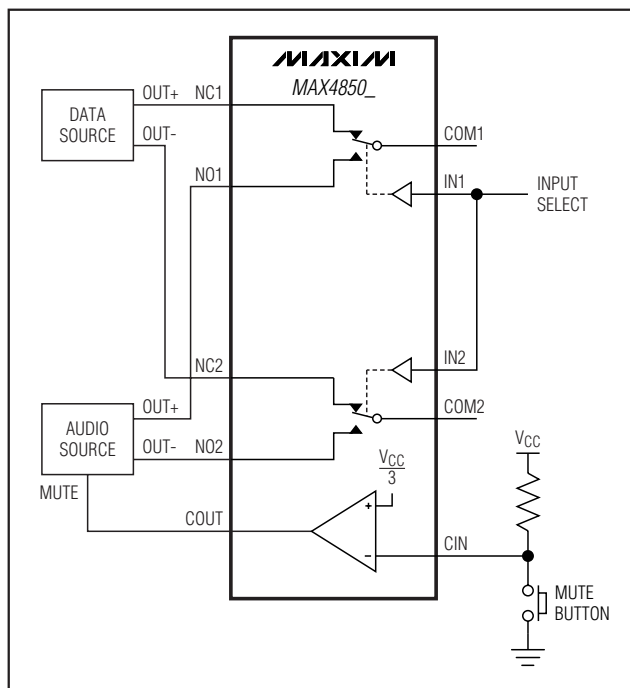 MAXIM
MAX4850_
DATA
SOURCE
OUT+
NC1
OUT-
NO1
COM1
IN1
INPUT
SELECT
IN2
NC2
COM2
AUDIO
SOURCE
OUT+
OUT-
NO2
MUTE
COUT
VCC
3
+
-
CIN
VCC
MUTE
BUTTON